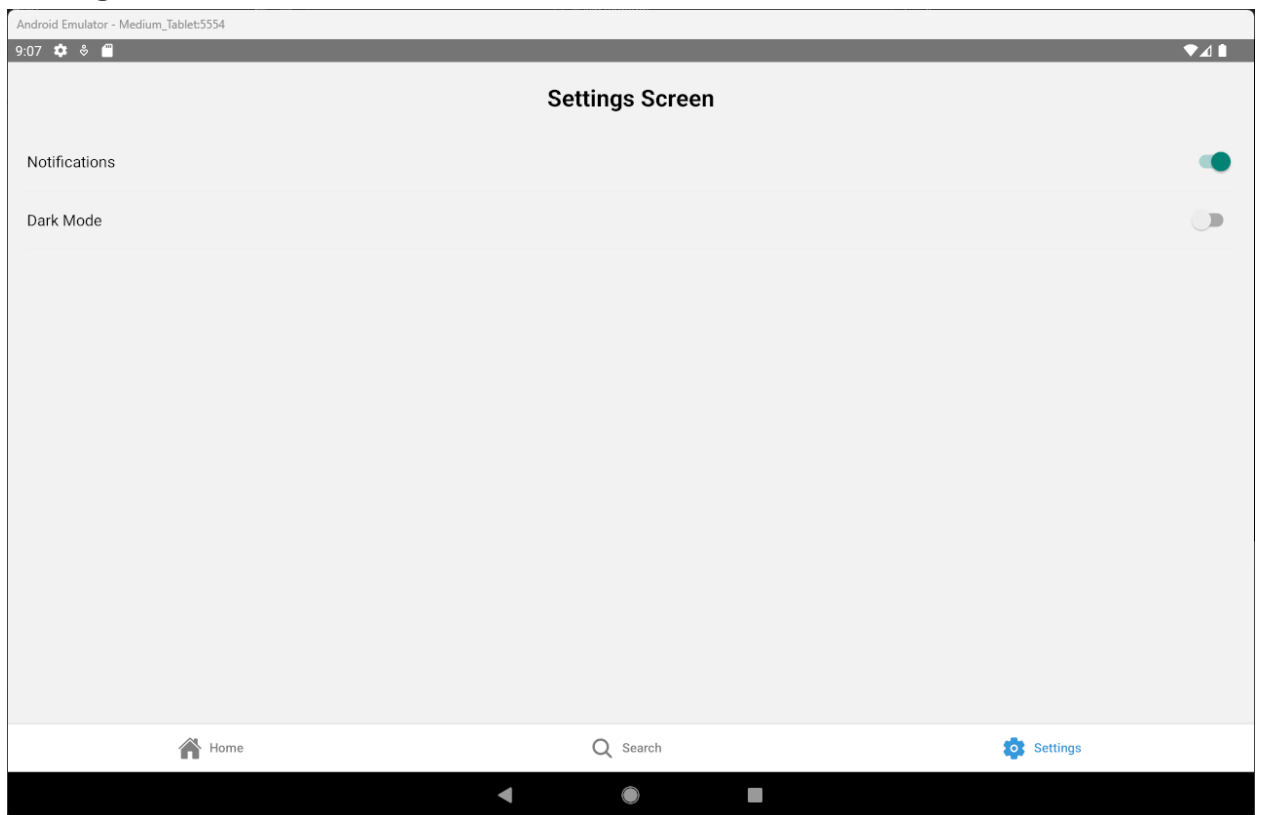 Android Emulator - Medium_Tablet:5554
9:07
Settings Screen
Notifications
Dark Mode
Home
Search
Settings